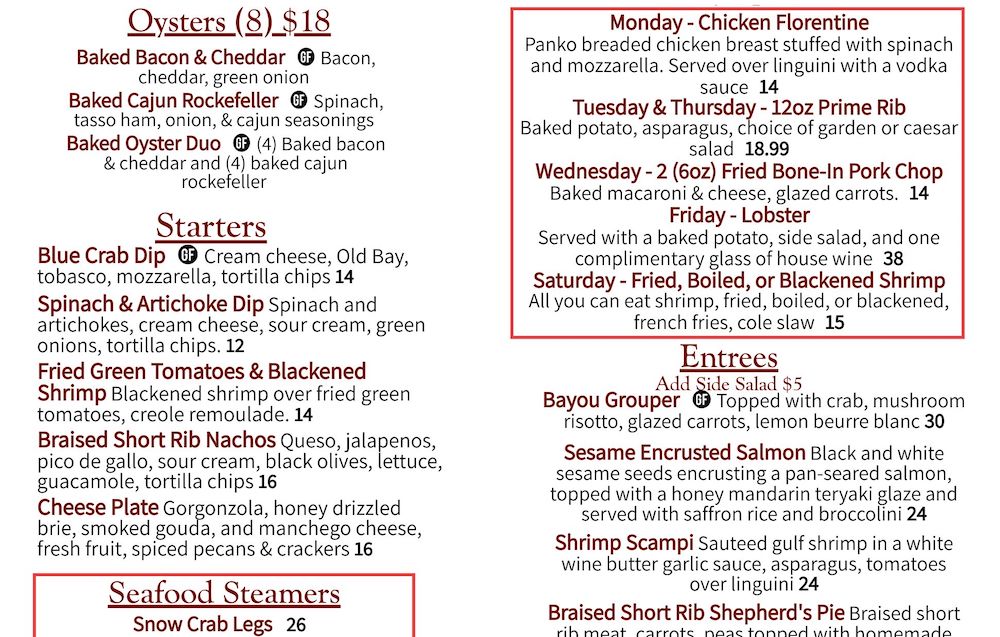 Oysters (8) $18
Baked Bacon & Cheddar GF Bacon,
cheddar, green onion
Baked Cajun Rockefeller GF Spinach,
tasso ham, onion, & cajun seasonings
Baked Oyster Duo GF (4) Baked bacon
& cheddar and (4) baked cajun
rockefeller
Starters
Blue Crab Dip GF Cream cheese, Old Bay,
tobasco, mozzarella, tortilla chips 14
Spinach & Artichoke Dip Spinach and
artichokes, cream cheese, sour cream, green
onions, tortilla chips. 12
Fried Green Tomatoes & Blackened
Shrimp Blackened shrimp over fried green
tomatoes, creole remoulade. 14
Braised Short Rib Nachos Queso, jalapenos,
pico de gallo, sour cream, black olives, lettuce,
guacamole, tortilla chips 16
Cheese Plate Gorgonzola, honey drizzled
brie, smoked gouda, and manchego cheese,
fresh fruit, spiced pecans & crackers 16
Seafood Steamers
Snow Crab Legs 26
Monday - Chicken Florentine
Panko breaded chicken breast stuffed with spinach
and mozzarella. Served over linguini with a vodka
sauce 14
Tuesday & Thursday - 12oz Prime Rib
Baked potato, asparagus, choice of garden or caesar
salad 18.99
Wednesday - 2 (6oz) Fried Bone-In Pork Chop
Baked macaroni & cheese, glazed carrots. 14
Friday - Lobster
Served with a baked potato, side salad, and one
complimentary glass of house wine 38
Saturday - Fried, Boiled, or Blackened Shrimp
All you can eat shrimp, fried, boiled, or blackened,
french fries, cole slaw 15
Entrees
Add Side Salad $5
Bayou Grouper GF Topped with crab, mushroom
risotto, glazed carrots, lemon beurre blanc 30
Sesame Encrusted Salmon Black and white
sesame seeds encrusting a pan-seared salmon,
topped with a honey mandarin teryaki glaze and
served with saffron rice and broccolini 24
Shrimp Scampi Sauteed gulf shrimp in a white
wine butter garlic sauce, asparagus, tomatoes
over linguini 24
Braised Short Rib Shepherd's Pie Braised short
rib meat, carrots, peas topped with homemade